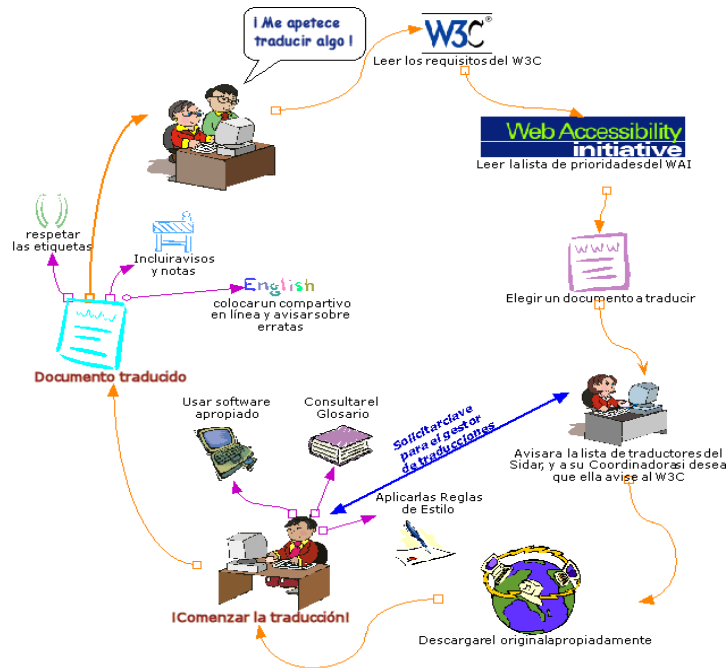 ¡ Me apetece
traducir algo !
W3C®
Leer los requisitos del W3C
Web Accessibility
initiative
Leer la lista de prioridades del WAI
www
Elegir un documento a traducir
Avisar a la lista de traductores del
Sidar, y a su Coordinadora si desea
que ella avise al W3C
Descargar el original apropiadamente
Solicitar clave
para el gestor
de traducciones
¡Comenzar la traducción!
Usar software
apropiado
Consultar el
Glosario
Aplicar las Reglas
de Estilo
www
Documento traducido
respetar
las etiquetas
Incluir avisos
y notas
English
colocar un compartivo
en línea y avisar sobre
erratas